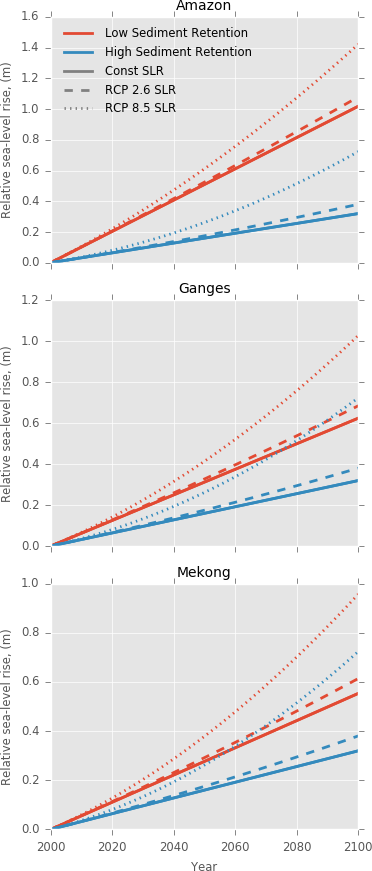 Amazon
1.6
1.4
1.2
1.0
0.8
0.6
0.4
0.2
0.0
Relative sea-level rise, (m)
Low Sediment Retention
High Sediment Retention
Const SLR
RCP 2.6 SLR
RCP 8.5 SLR
Ganges
1.2
1.0
0.8
0.6
0.4
0.2
0.0
Relative sea-level rise, (m)
Mekong
1.0
0.8
0.6
0.4
0.2
0.0
Relative sea-level rise, (m)
2000 2020 2040 2060 2080 2100
Year